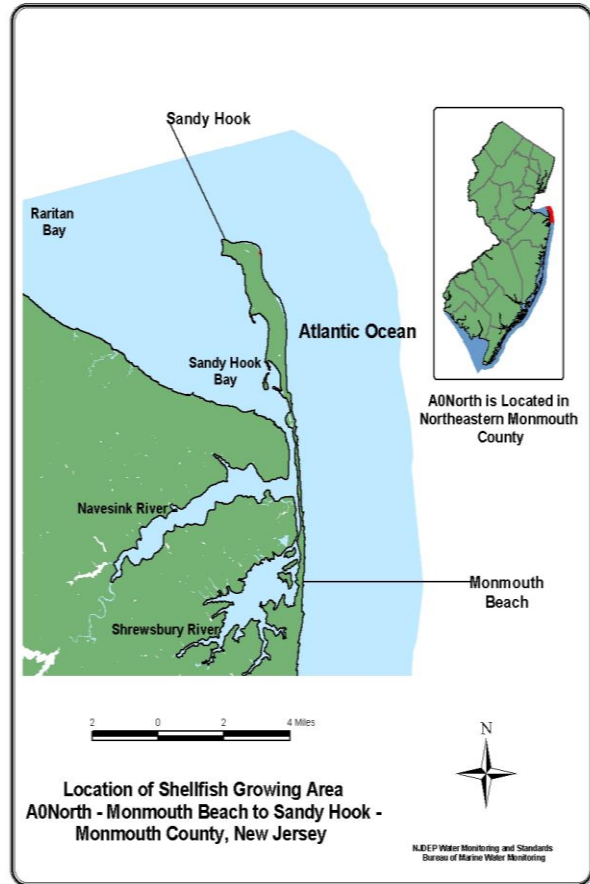 Sandy Hook
Raritan
Bay
Atlantic Ocean
Sandy Hook
Bay
A0North is Located in
Northeastern Monmouth
County
Navesink River
Monmouth
Beach
Shrewsbury River
2 0 2 4 Miles
N
Location of Shellfish Growing Area
A0North - Monmouth Beach to Sandy Hook -
Monmouth County, New Jersey
NJDEP Water Monitoring and Standards
Bureau of Marine Water Monitoring